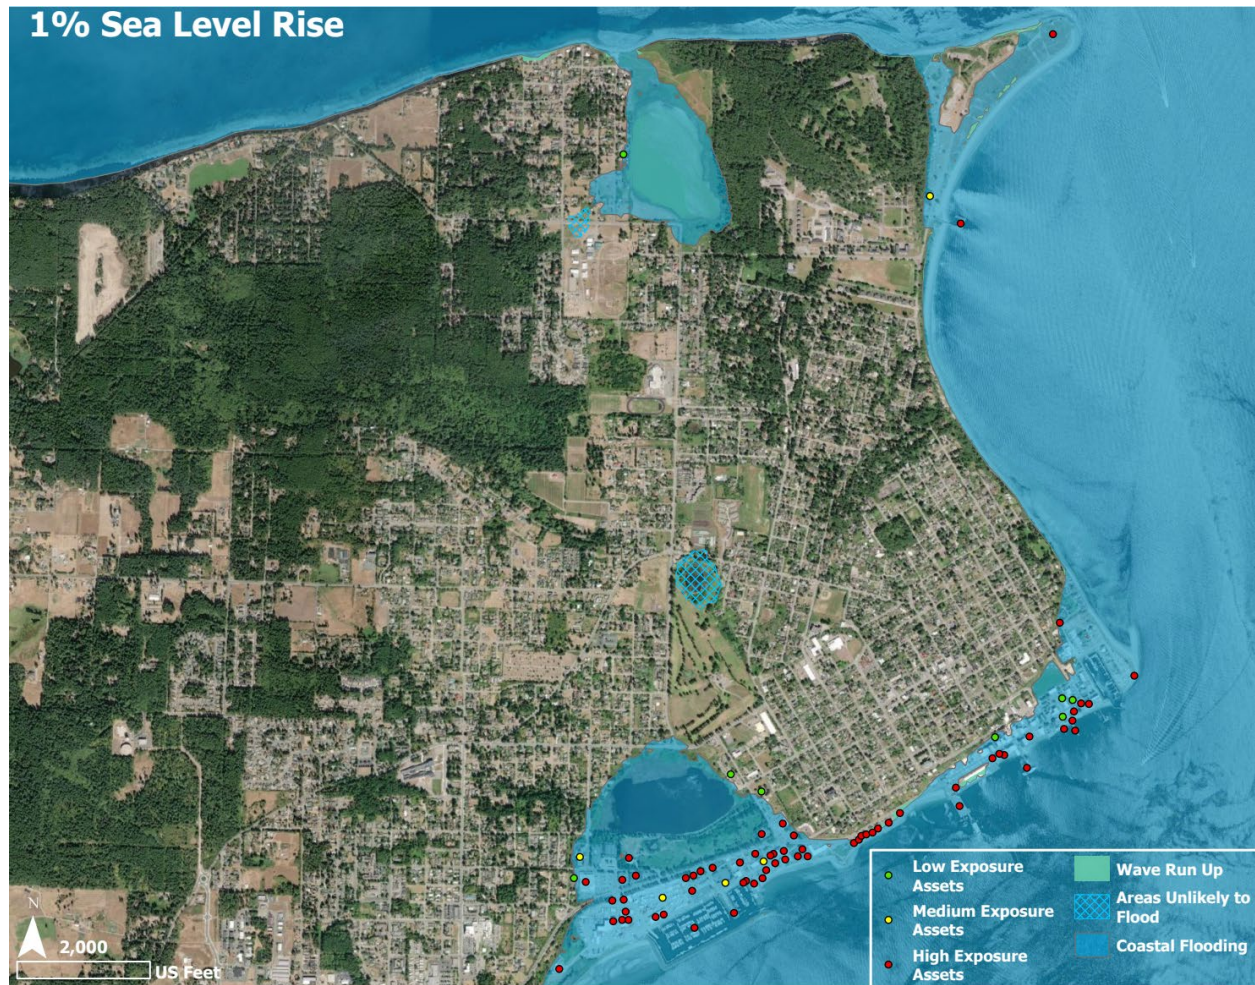 1% Sea Level Rise
N
2,000
US Feet
Low Exposure
Assets
Medium Exposure
Assets
High Exposure
Assets
Wave Run Up
Areas Unlikely to
Flood
Coastal Flooding